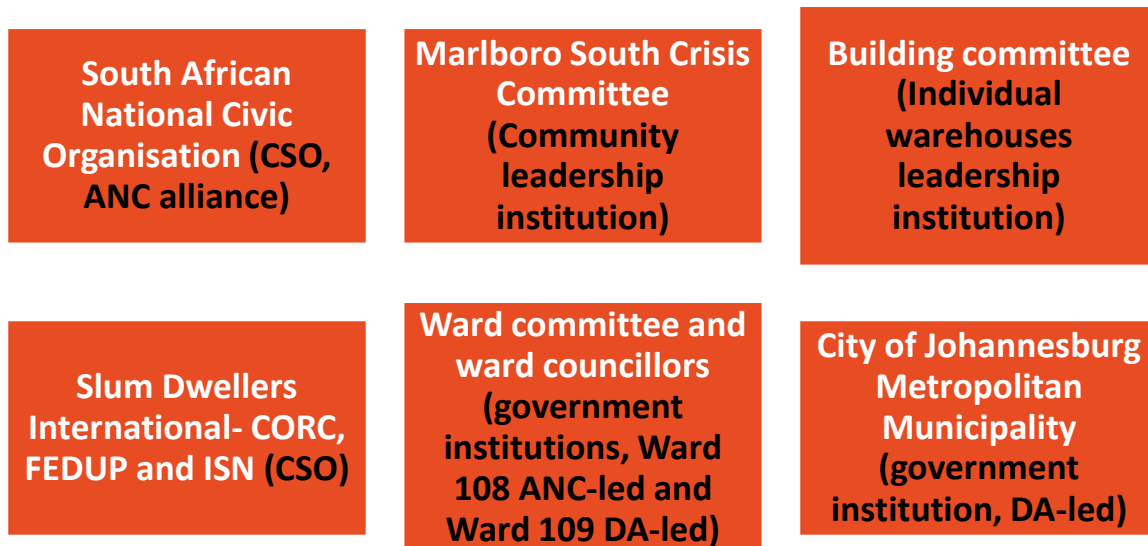 South African
National Civic
Organisation (CSO,
ANC alliance)
Marlboro South Crisis
Committee
(Community
leadership
institution)
Building committee
(Individual
warehouses
leadership
institution)
Slum Dwellers
International- CORC,
FEDUP and ISN (CSO)
Ward committee and
ward councillors
(government
institutions, Ward
108 ANC-led and
Ward 109 DA-led)
City of Johannesburg
Metropolitan
Municipality
(government
institution, DA-led)